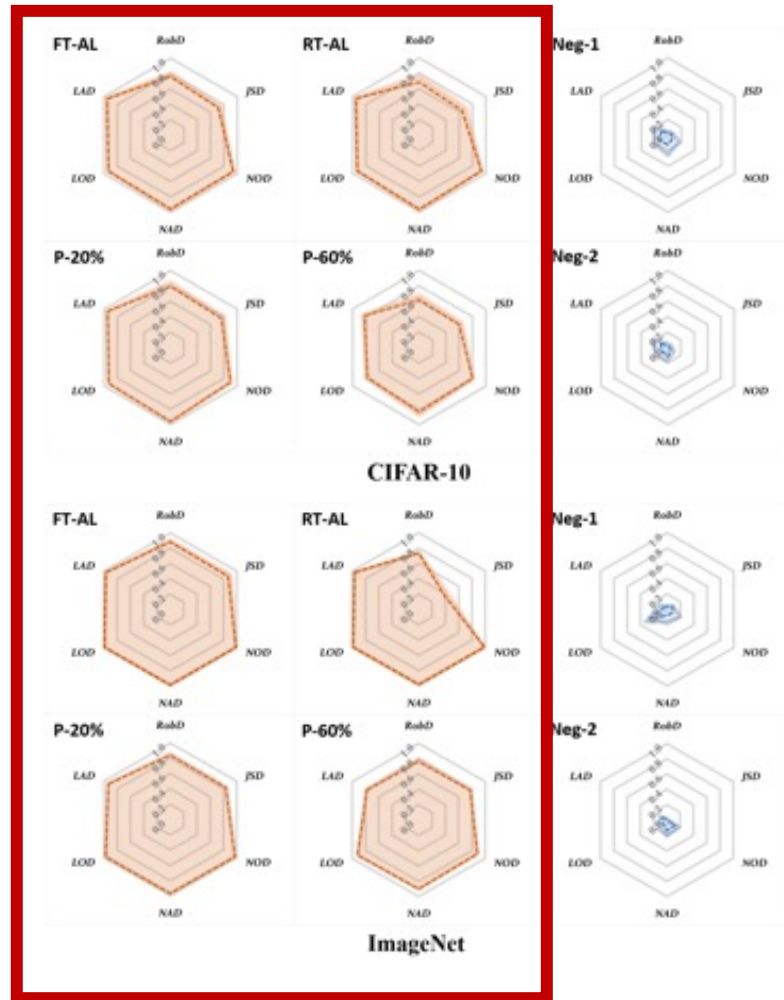 FT-AL RobD RT-AL RobD Neg-1 RobD
LAD JSD LAD JSD LAD JSD
LOD NOD LOD NOD LOD NOD
NAD NAD NAD
P-20% RobD P-60% RobD Neg-2 RobD
LAD JSD LAD JSD LAD JSD
LOD NOD LOD NOD LOD NOD
NAD NAD NAD
CIFAR-10
FT-AL RobD RT-AL RobD Neg-1 RobD
LAD JSD LAD JSD LAD JSD
LOD NOD LOD NOD LOD NOD
NAD NAD NAD
P-20% RobD P-60% RobD Neg-2 RobD
LAD JSD LAD JSD LAD JSD
LOD NOD LOD NOD LOD NOD
NAD NAD NAD
ImageNet